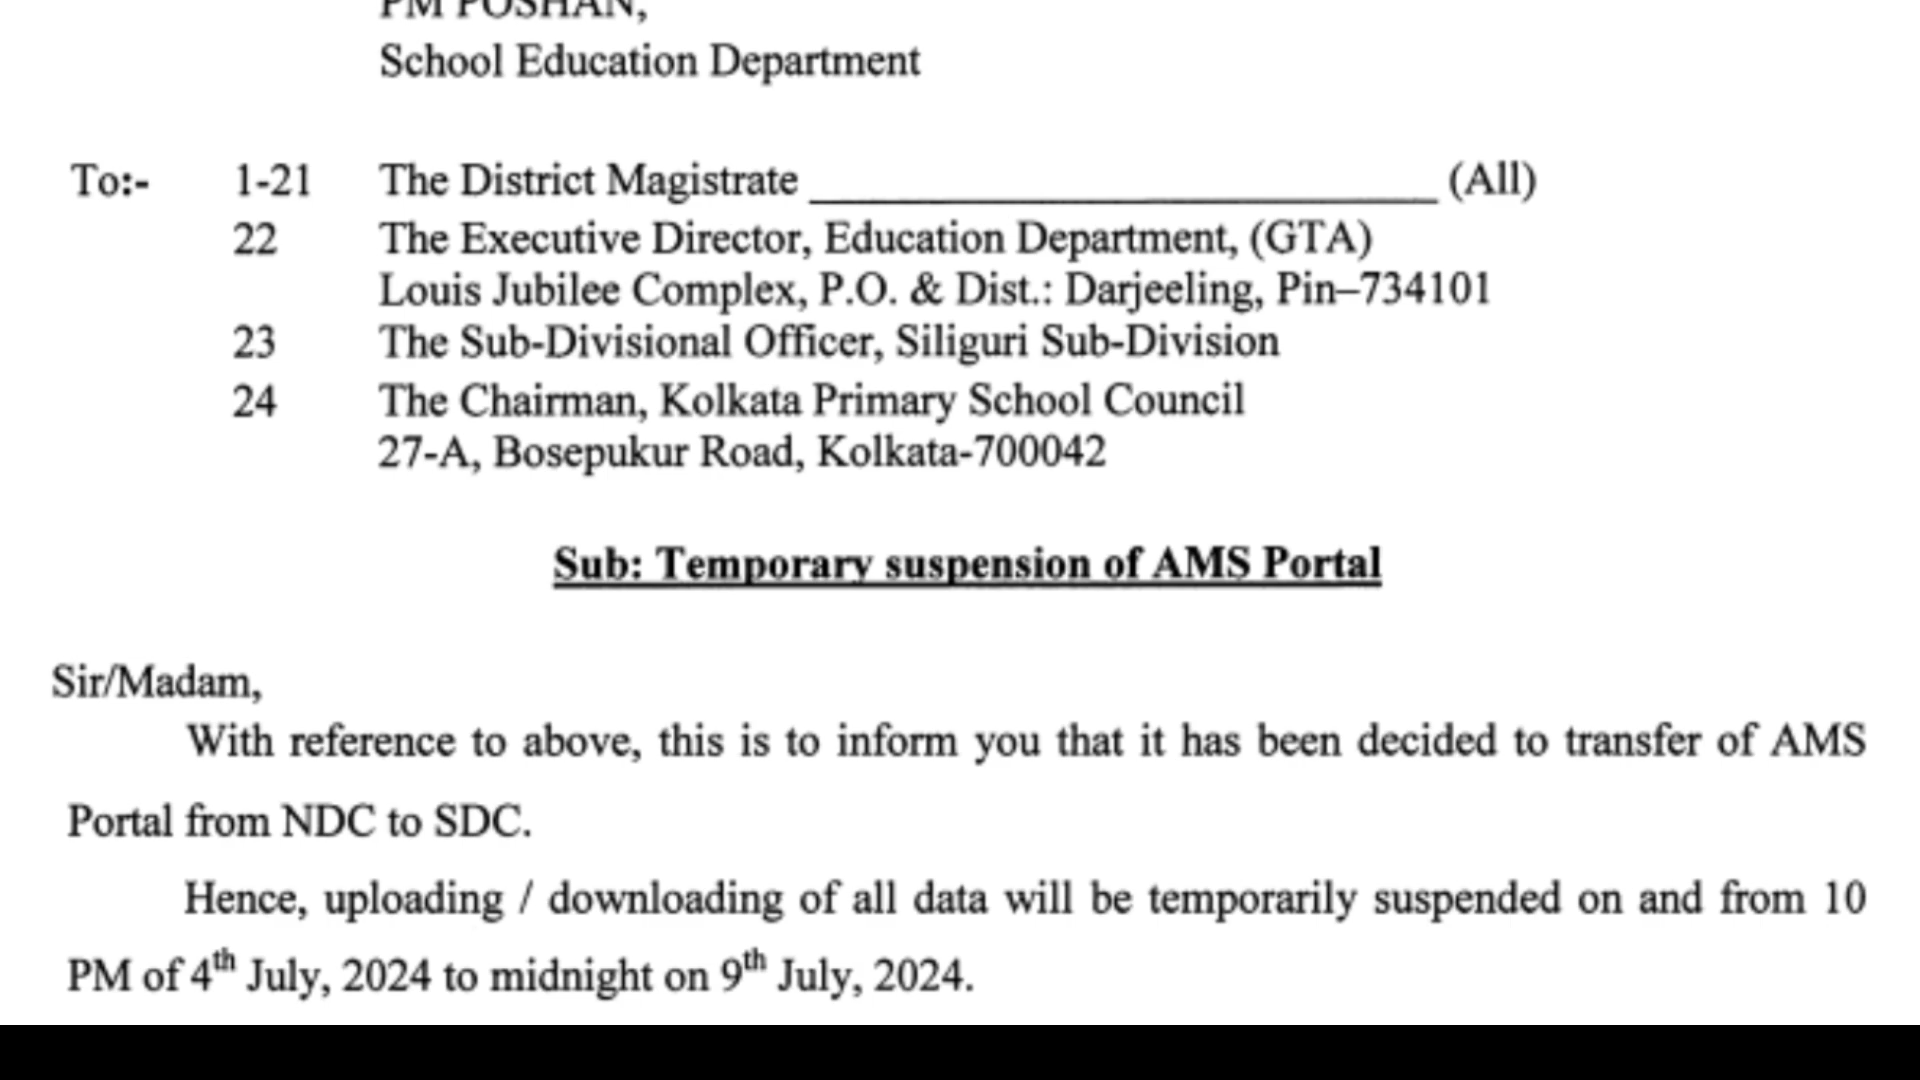 PM POSHAN,
School Education Department
To:- 1-21 The District Magistrate ______________________________ (All)
22 The Executive Director, Education Department, (GTA)
Louis Jubilee Complex, P.O. & Dist.: Darjeeling, Pin–734101
23 The Sub-Divisional Officer, Siliguri Sub-Division
24 The Chairman, Kolkata Primary School Council
27-A, Bosepukur Road, Kolkata-700042
Sub: Temporary suspension of AMS Portal
Sir/Madam,
With reference to above, this is to inform you that it has been decided to transfer of AMS
Portal from NDC to SDC.
Hence, uploading / downloading of all data will be temporarily suspended on and from 10
PM of 4th July, 2024 to midnight on 9th July, 2024.